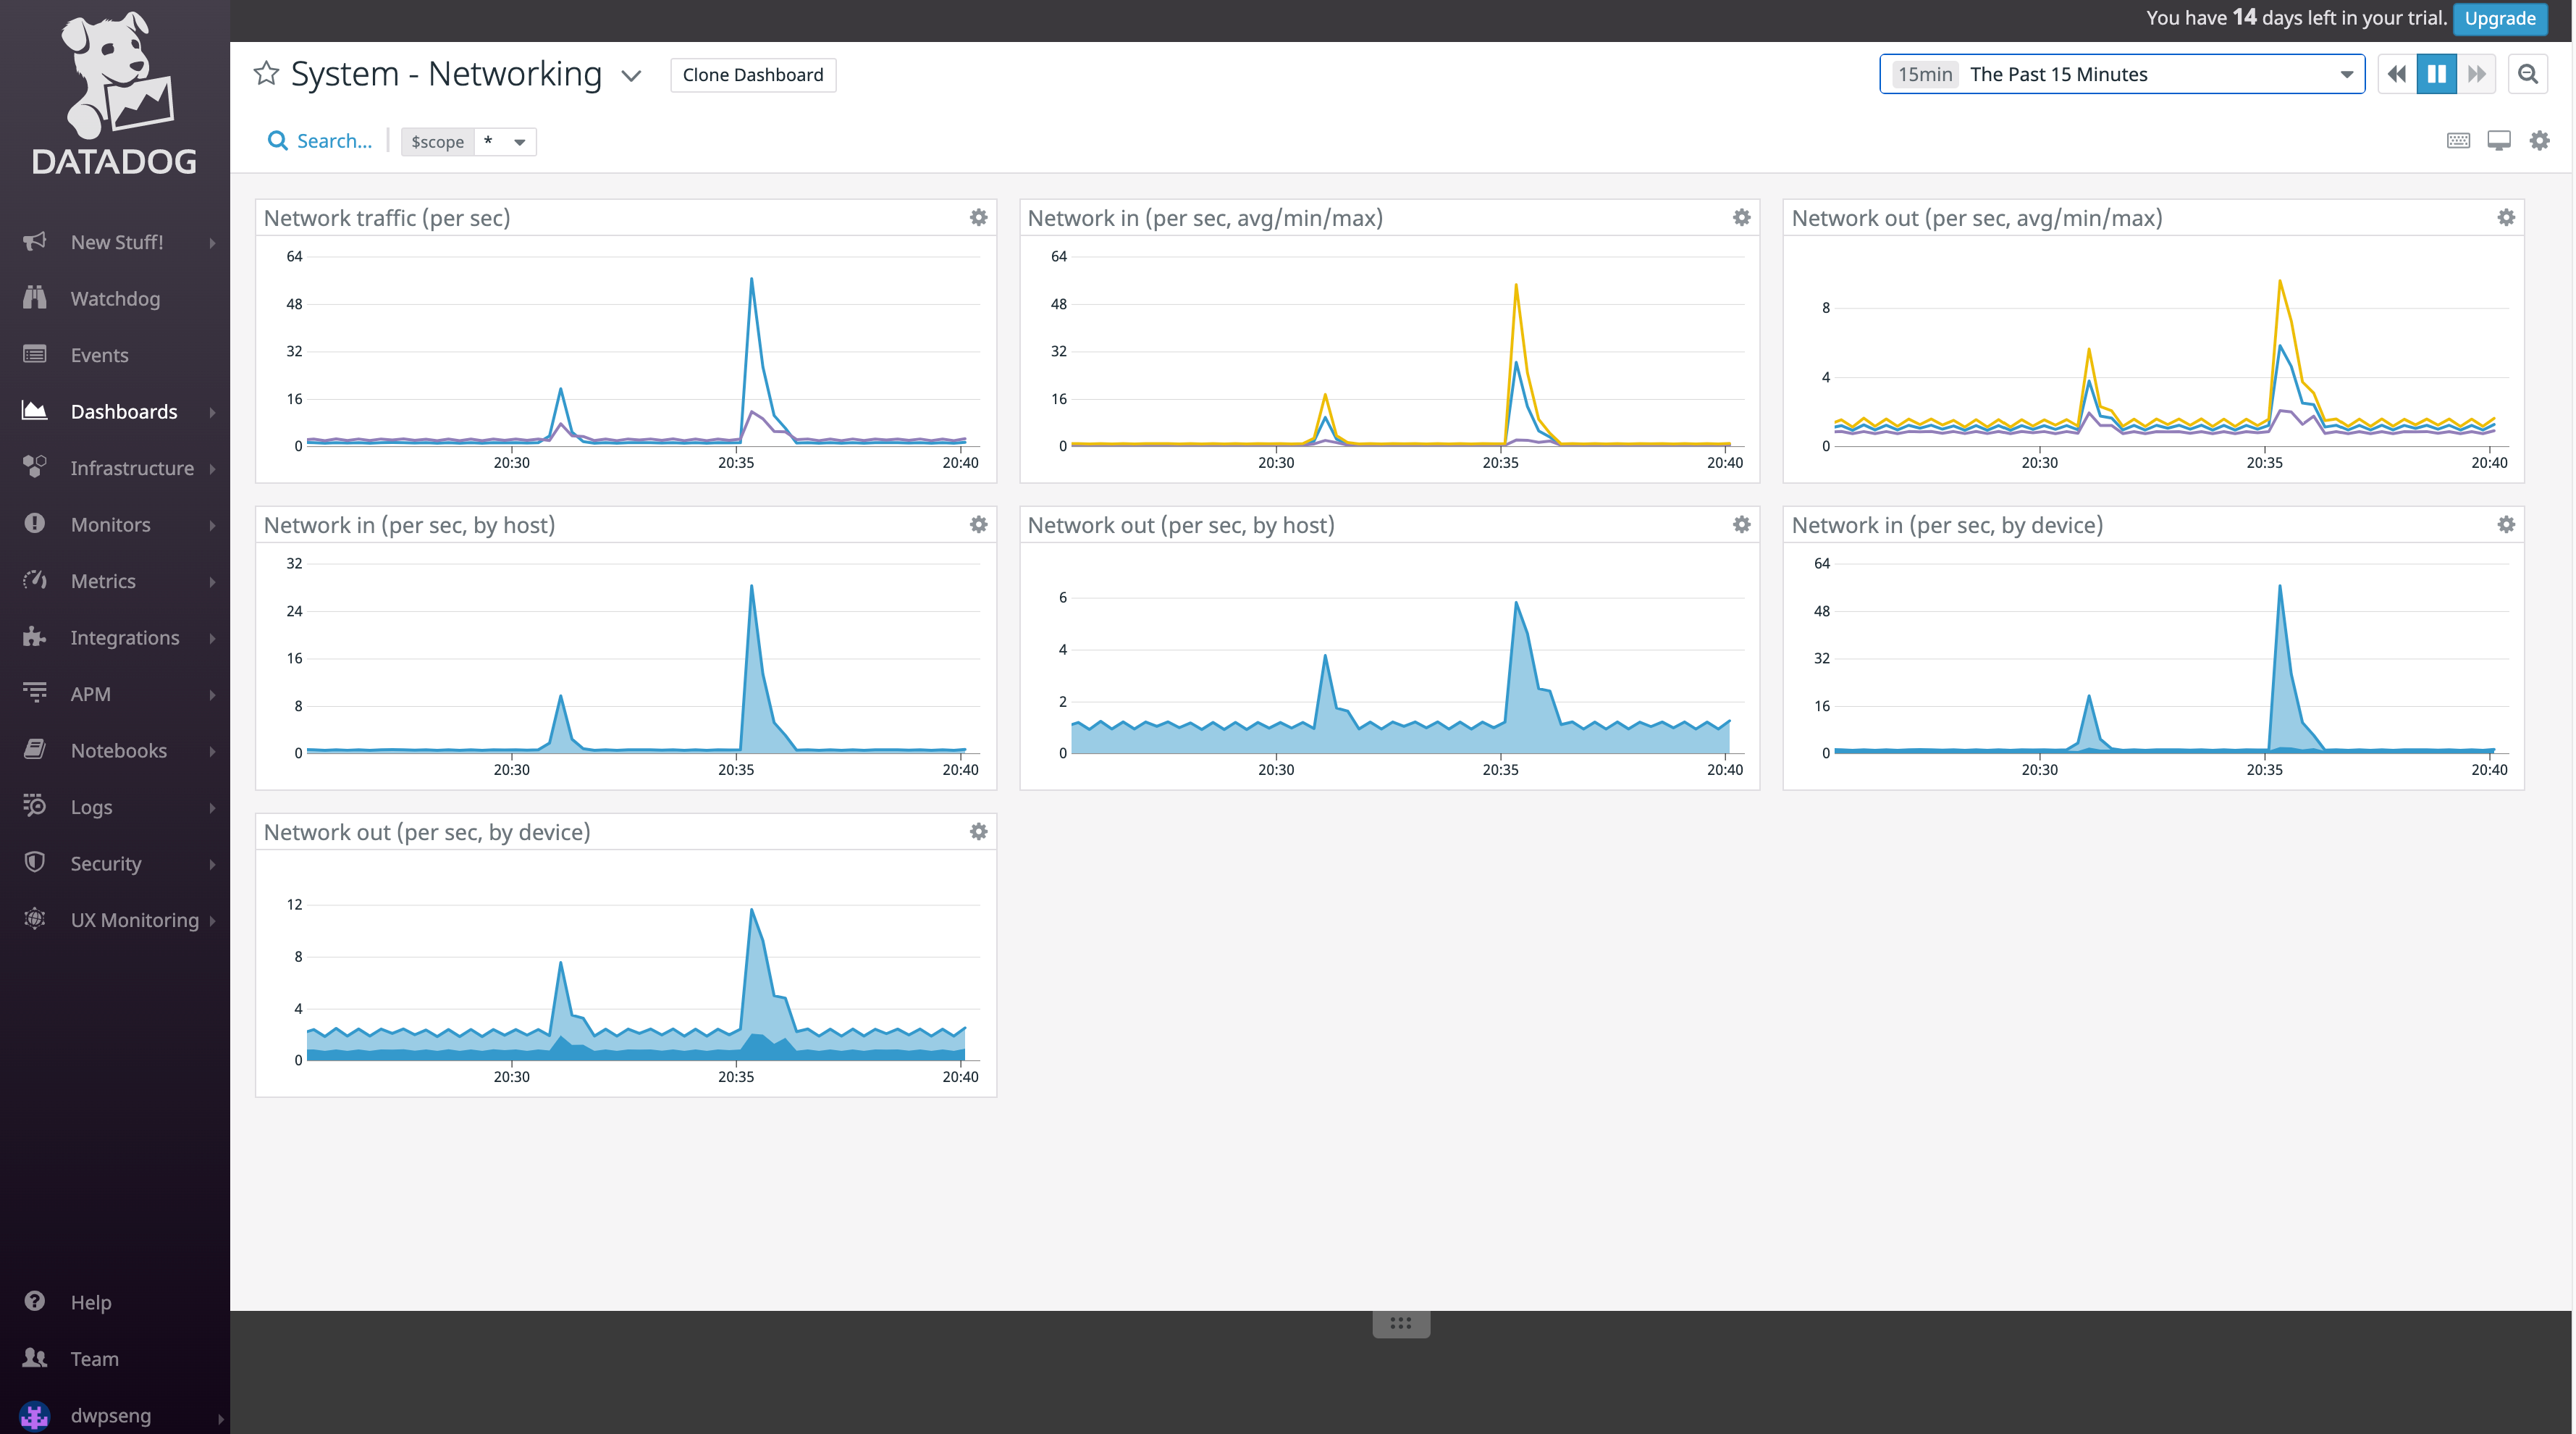 You have 14 days left in your trial. Upgrade
DATADOG
New Stuff!
Watchdog
Events
Dashboards
Infrastructure
Monitors
Metrics
Integrations
APM
Notebooks
Logs
Security
UX Monitoring
Help
Team
dwpseng
System - Networking
Clone Dashboard
15min The Past 15 Minutes
Search...
$scope *
Network traffic (per sec)
64
48
32
16
0
20:30 20:35 20:40
Network in (per sec, avg/min/max)
64
48
32
16
0
20:30 20:35 20:40
Network out (per sec, avg/min/max)
8
4
0
20:30 20:35 20:40
Network in (per sec, by host)
32
24
16
8
0
20:30 20:35 20:40
Network out (per sec, by host)
6
4
2
0
20:30 20:35 20:40
Network in (per sec, by device)
64
48
32
16
0
20:30 20:35 20:40
Network out (per sec, by device)
12
8
4
0
20:30 20:35 20:40